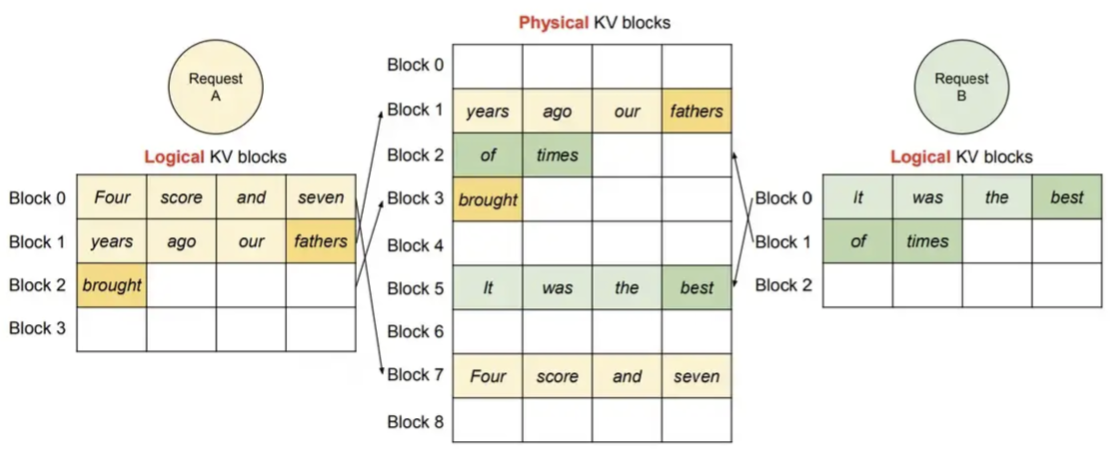 Physical KV blocks
Request
A
Logical KV blocks
Block 0 Four score and seven
Block 1 years ago our fathers
Block 2 brought
Block 3
Block 0
Block 1 years ago our fathers
Block 2 of times
Block 3 brought
Block 4
Block 5 It was the best
Block 6
Block 7 Four score and seven
Block 8
Request
B
Logical KV blocks
Block 0 It was the best
Block 1 of times
Block 2